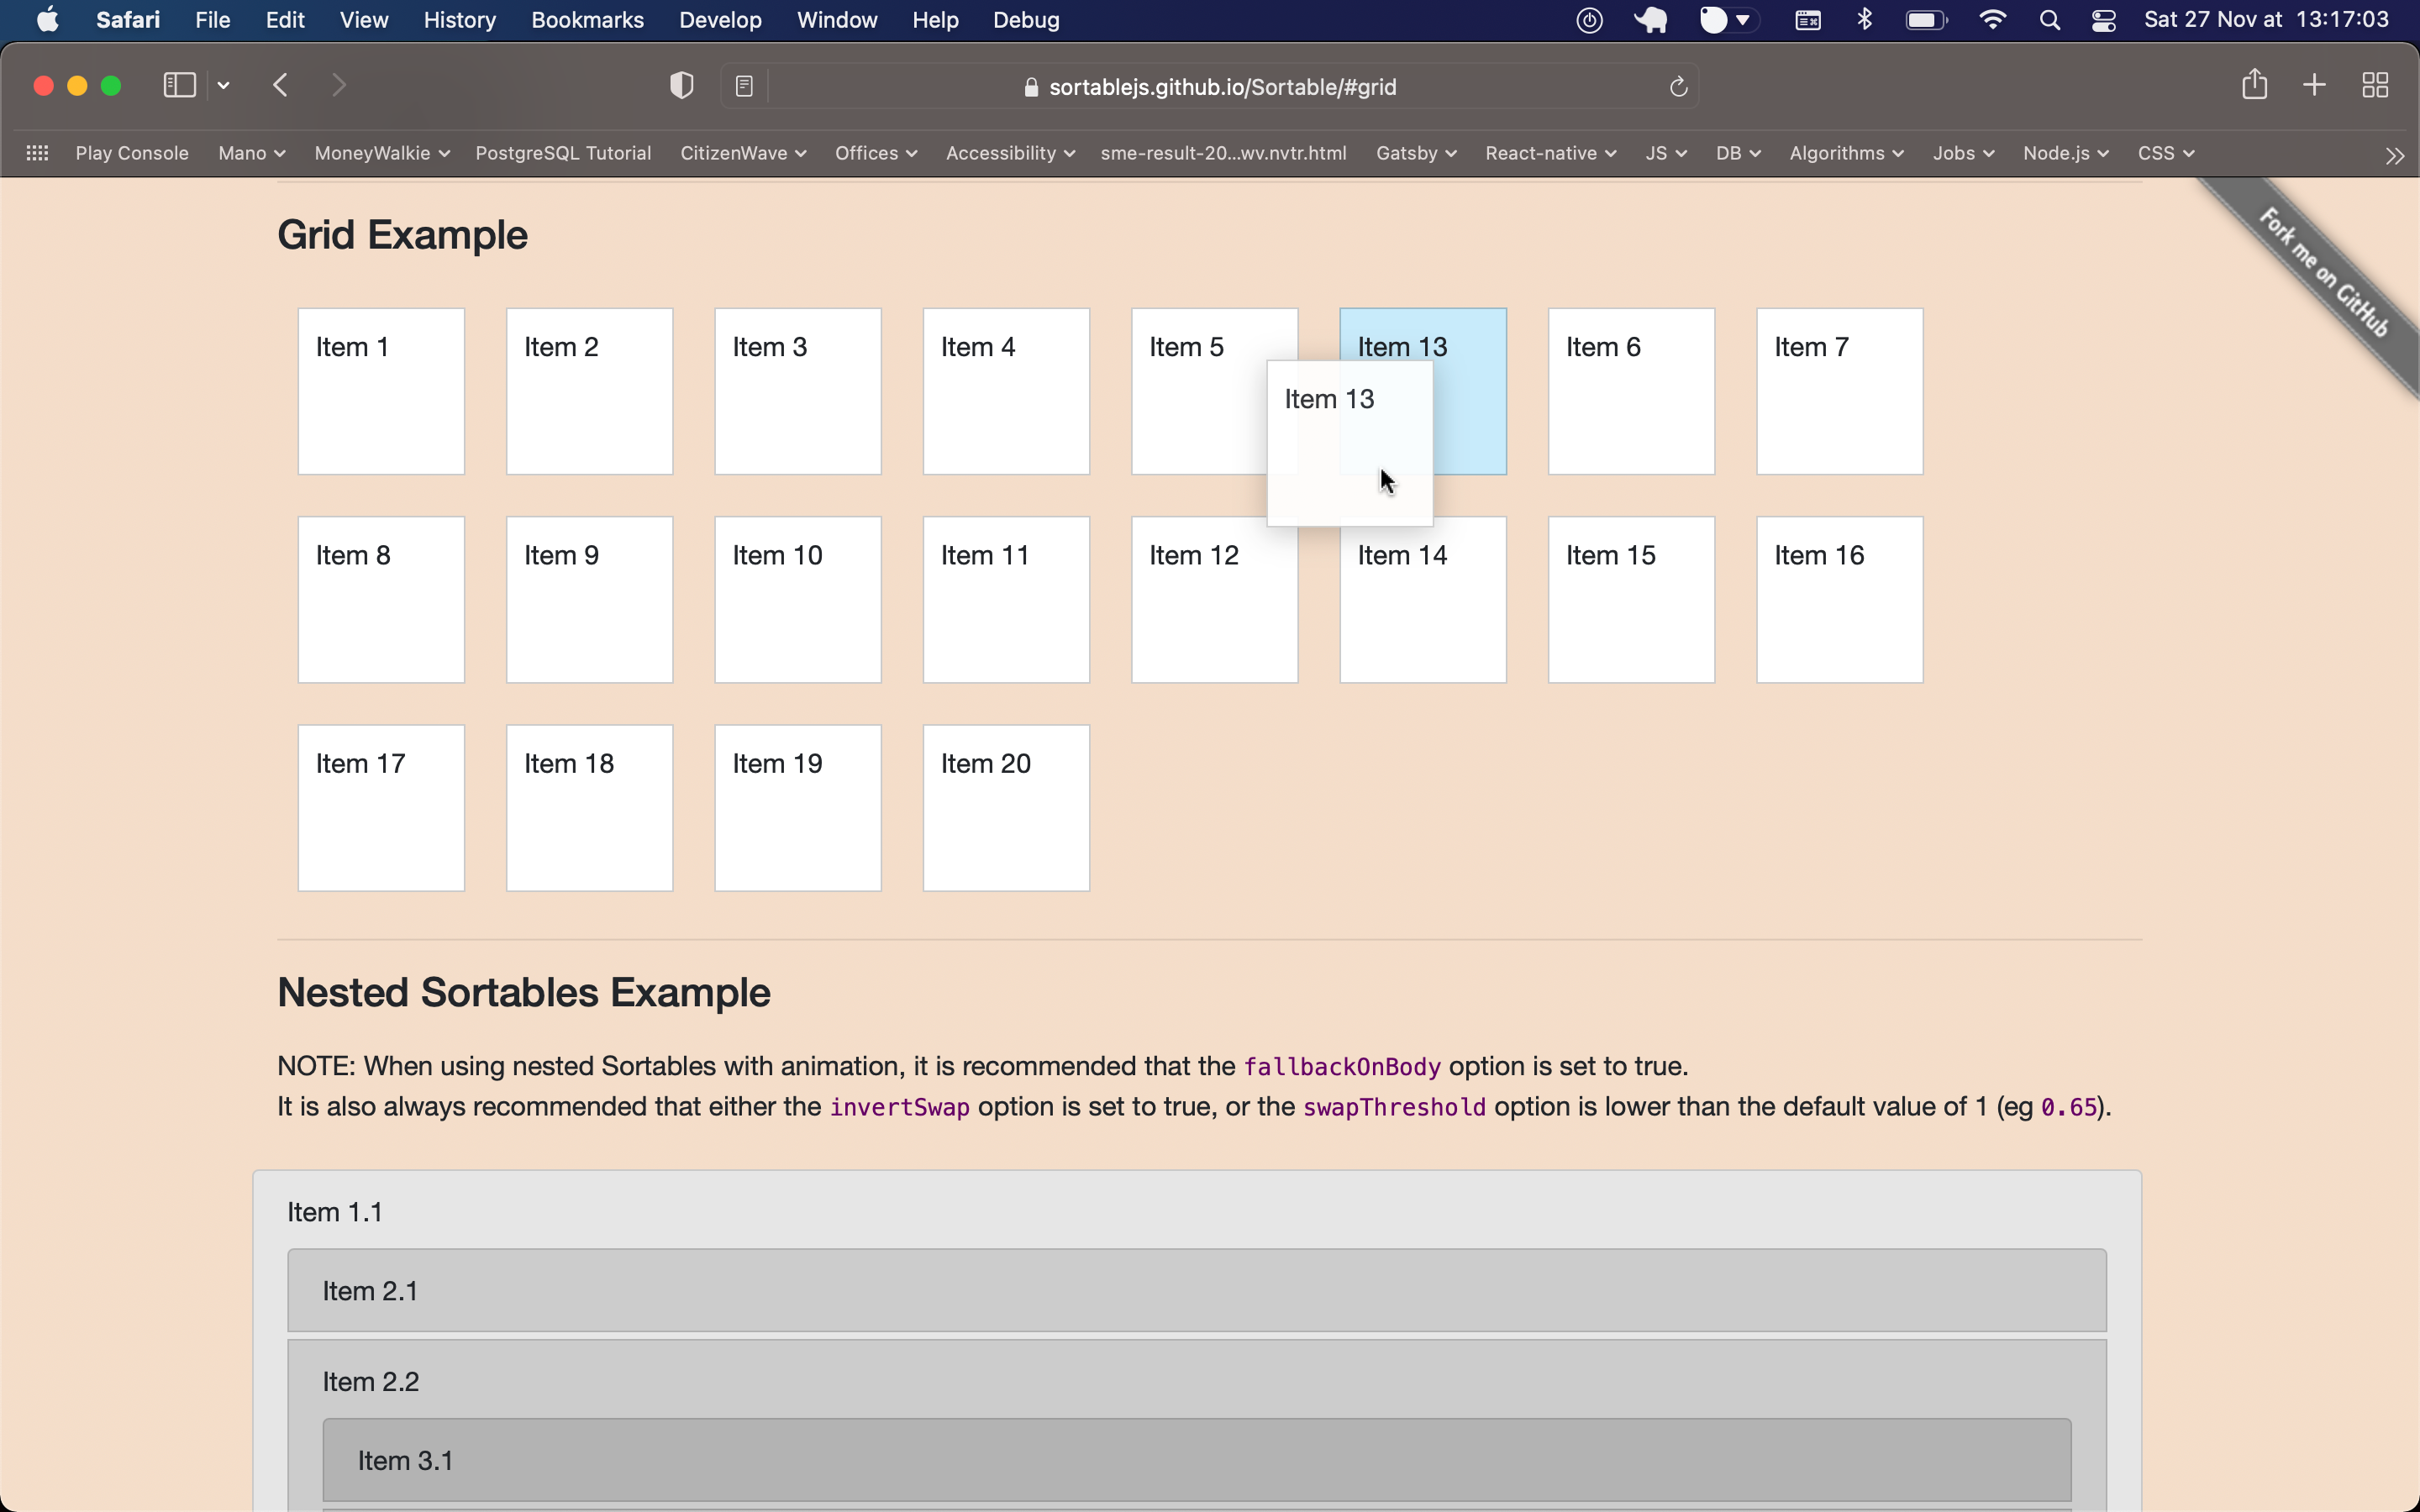 Safari File Edit View History Bookmarks Develop Window Help Debug Sat 27 Nov at 13:17:03
sortablejs.github.io/Sortable/#grid
Play Console Mano MoneyWalkie PostgreSQL Tutorial CitizenWave Offices Accessibility sme-result-20...wv.nvtr.html Gatsby React-native JS DB Algorithms Jobs Node.js CSS
Fork me on GitHub
Grid Example
Item 1 Item 2 Item 3 Item 4 Item 5 Item 13 Item 6 Item 7
Item 13
Item 8 Item 9 Item 10 Item 11 Item 12 Item 14 Item 15 Item 16
Item 17 Item 18 Item 19 Item 20
Nested Sortables Example
NOTE: When using nested Sortables with animation, it is recommended that the fallbackOnBody option is set to true.
It is also always recommended that either the invertSwap option is set to true, or the swapThreshold option is lower than the default value of 1 (eg 0.65).
Item 1.1
Item 2.1
Item 2.2
Item 3.1